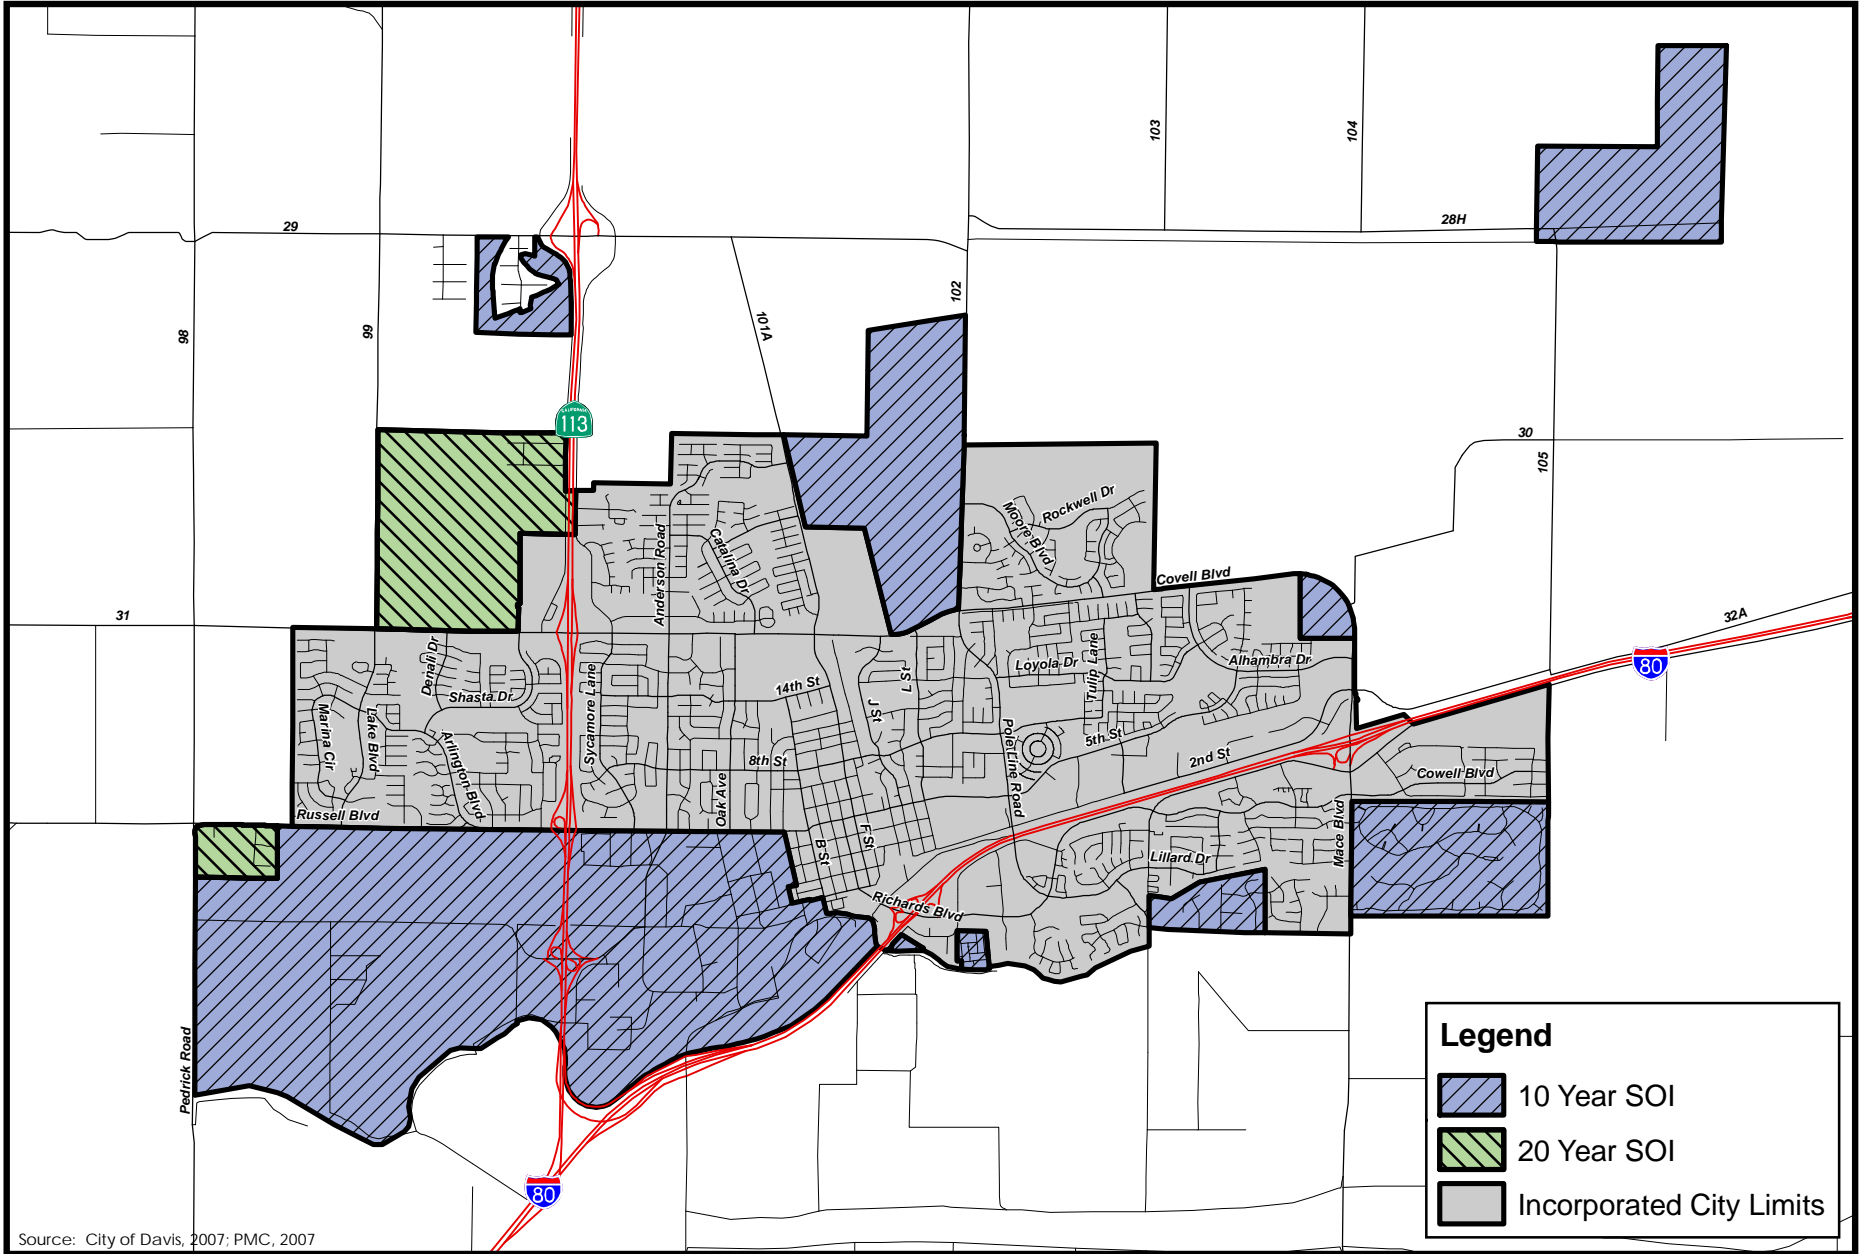 103
104
29
28H
102
98
99
101A
CALIFORNIA
113
30
105
Moore Blvd
Rockwell Dr
Anderson Road
Catalina Dr
Covell Blvd
31
32A
80
Denali Dr
Shasta Dr
Sycamore Lane
14th St
L St
J St
Loyola Dr
Tulip Lane
Alhambra Dr
Marina Cir
Lake Blvd
Arlington Blvd
8th St
Oak Ave
Pole Line Road
5th St
2nd St
Cowell Blvd
Russell Blvd
B St
F St
Lillard Dr
Mace Blvd
Richards Blvd
Pedrick Road
80
Legend
10 Year SOI
20 Year SOI
Incorporated City Limits
Source: City of Davis, 2007; PMC, 2007